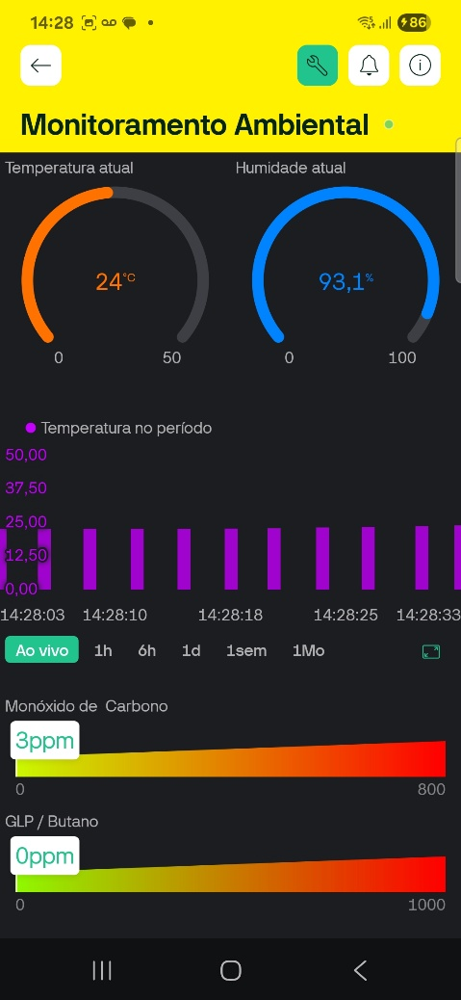 14:28 86
Monitoramento Ambiental
Temperatura atual Humidade atual
24°C 93,1%
0 50 0 100
Temperatura no período
50,00
37,50
25,00
12,50
0,00
14:28:03 14:28:10 14:28:18 14:28:25 14:28:33
Ao vivo 1h 6h 1d 1sem 1Mo
Monóxido de Carbono
3ppm
0 800
GLP / Butano
0ppm
0 1000